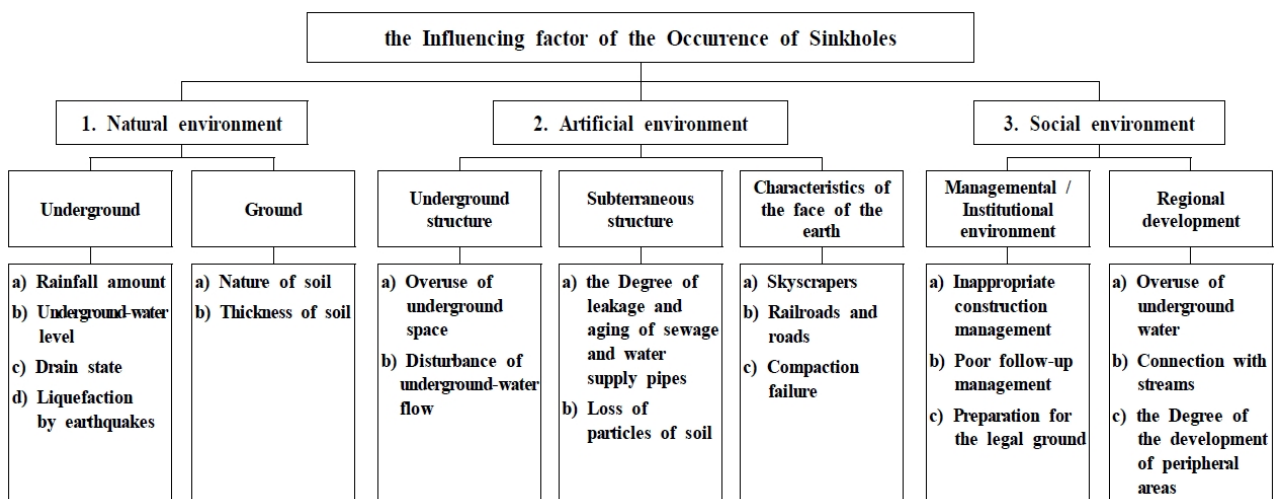 the Influencing factor of the Occurrence of Sinkholes
1. Natural environment
2. Artificial environment
3. Social environment
Underground
Ground
Underground
structure
Subterranean
structure
Characteristics of
the face of the
earth
Managemental /
Institutional
environment
Regional
development
a) Rainfall amount
b) Underground-water
level
c) Drain state
d) Liquefaction
by earthquakes
a) Nature of soil
b) Thickness of soil
a) Overuse of
underground
space
b) Disturbance of
underground-water
flow
a) the Degree of
leakage and
aging of sewage
and water
supply pipes
b) Loss of
particles of soil
a) Skyscrapers
b) Railroads and
roads
c) Compaction
failure
a) Inappropriate
construction
management
b) Poor follow-up
management
c) Preparation for
the legal ground
a) Overuse of
underground
water
b) Connection with
streams
c) the Degree of
the development
of peripheral
areas